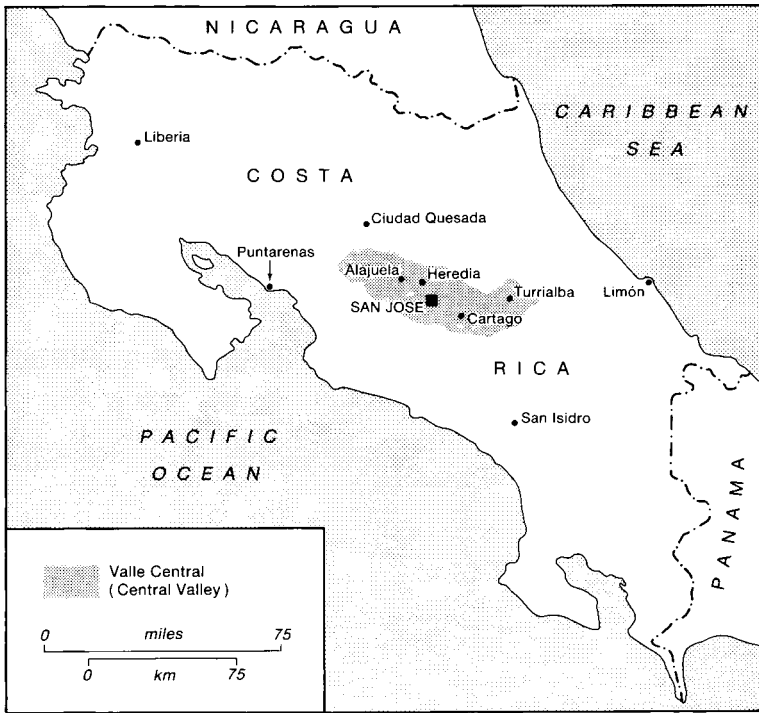 NICARAGUA
CARIBBEAN
SEA
Liberia
COSTA
Ciudad Quesada
Puntarenas
Alajuela
Heredia
Turrialba
Limón
SAN JOSE
Cartago
RICA
San Isidro
PACIFIC
OCEAN
PANAMA
Valle Central
(Central Valley)
0 miles 75
0 km 75